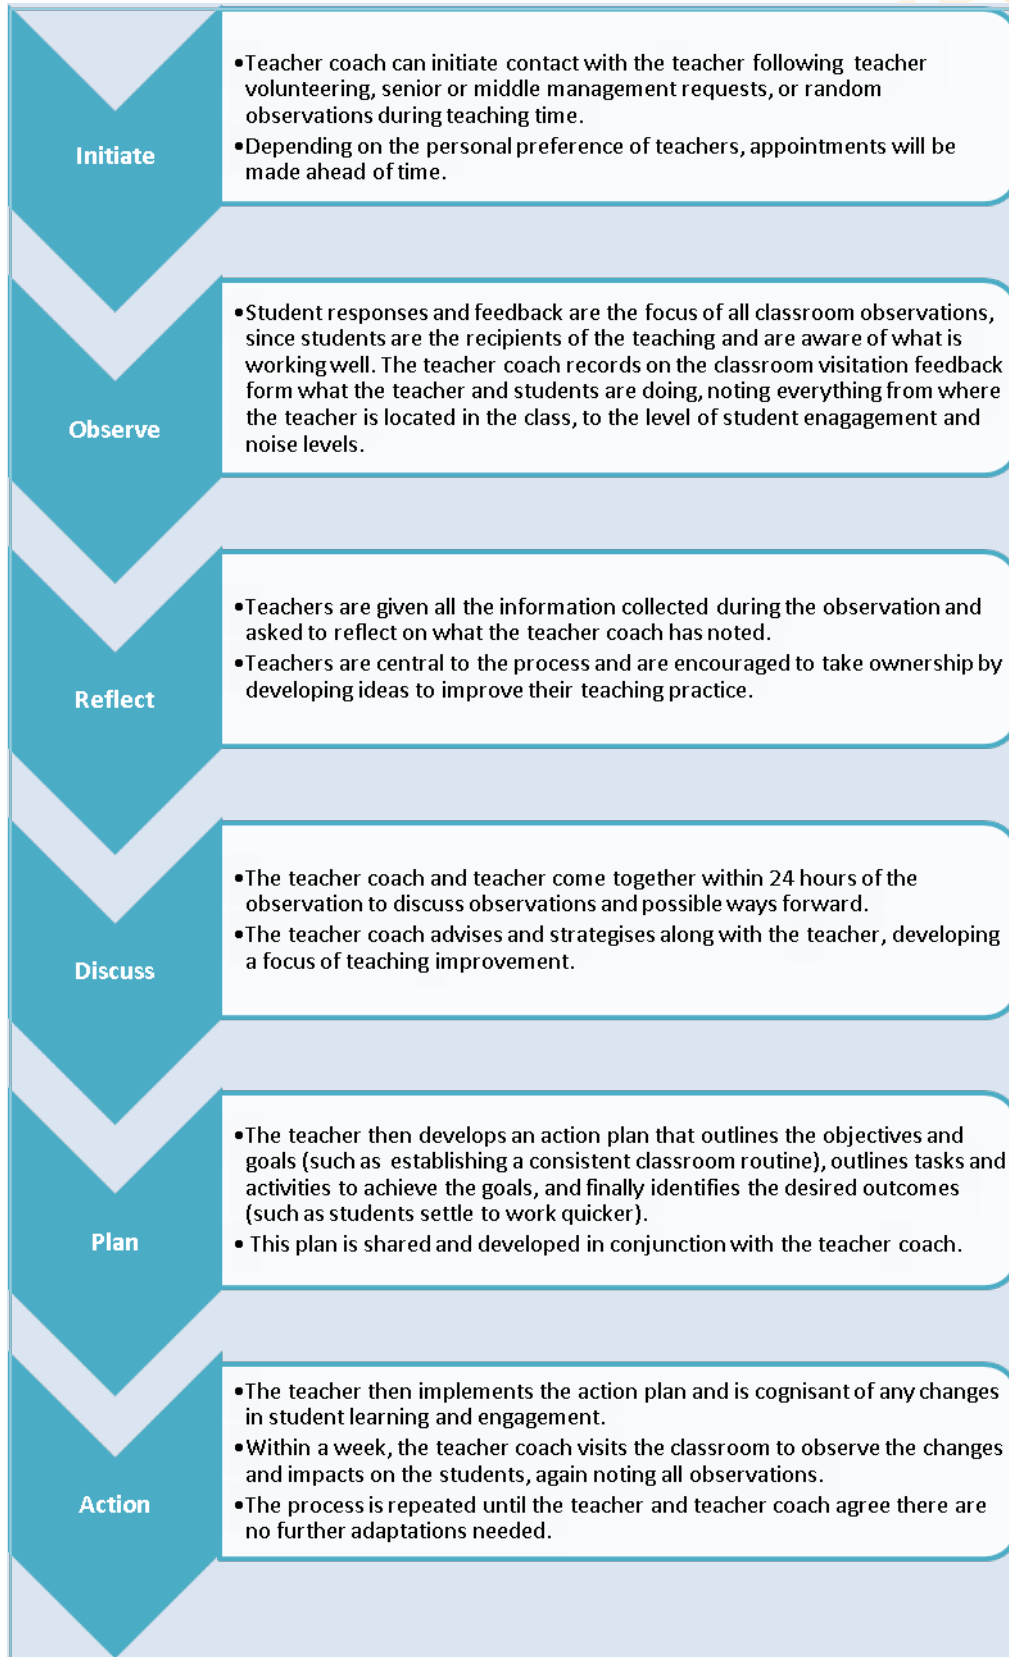 Initiate
•Teacher coach can initiate contact with the teacher following teacher
volunteering, senior or middle management requests, or random
observations during teaching time.
•Depending on the personal preference of teachers, appointments will be
made ahead of time.
Observe
•Student responses and feedback are the focus of all classroom observations,
since students are the recipients of the teaching and are aware of what is
working well. The teacher coach records on the classroom visitation feedback
form what the teacher and students are doing, noting everything from where
the teacher is located in the class, to the level of student enagagement and
noise levels.
Reflect
•Teachers are given all the information collected during the observation and
asked to reflect on what the teacher coach has noted.
•Teachers are central to the process and are encouraged to take ownership by
developing ideas to improve their teaching practice.
Discuss
•The teacher coach and teacher come together within 24 hours of the
observation to discuss observations and possible ways forward.
•The teacher coach advises and strategises along with the teacher, developing
a focus of teaching improvement.
Plan
•The teacher then develops an action plan that outlines the objectives and
goals (such as establishing a consistent classroom routine), outlines tasks and
activities to achieve the goals, and finally identifies the desired outcomes
(such as students settle to work quicker).
• This plan is shared and developed in conjunction with the teacher coach.
Action
•The teacher then implements the action plan and is cognisant of any changes
in student learning and engagement.
•Within a week, the teacher coach visits the classroom to observe the changes
and impacts on the students, again noting all observations.
•The process is repeated until the teacher and teacher coach agree there are
no further adaptations needed.